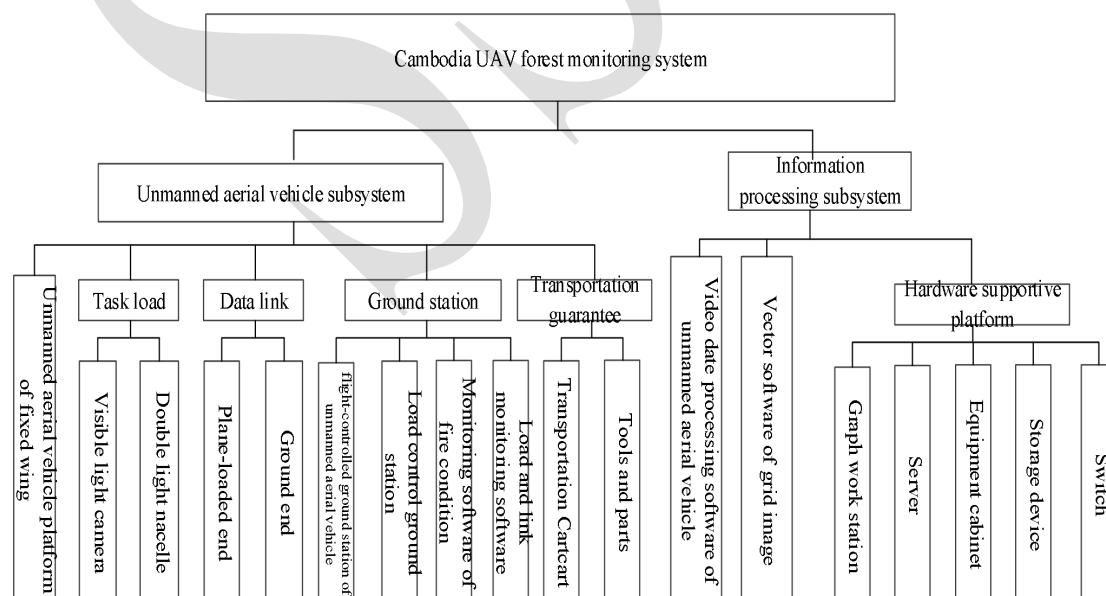 Cambodia UAV forest monitoring system
Unmanned aerial vehicle subsystem
Information
processing subsystem
Unmanned aerial vehicle platform
of fixed wing
Task load
Data link
Ground station
Transportation
guarantee
Video date processing software of
unmanned aerial vehicle
Vector software of grid image
Hardware supportive
platform
Visible light camera
Double light nacelle
Plane-loaded end
Ground end
flight-controlled ground station of
unmanned aerial vehicle
Load control ground
station
Monitoring software of
fire condition
Load and link
monitoring software
Transportation Cartcart
Tools and parts
Graph work station
Server
Equipment cabinet
Storage device
Switch